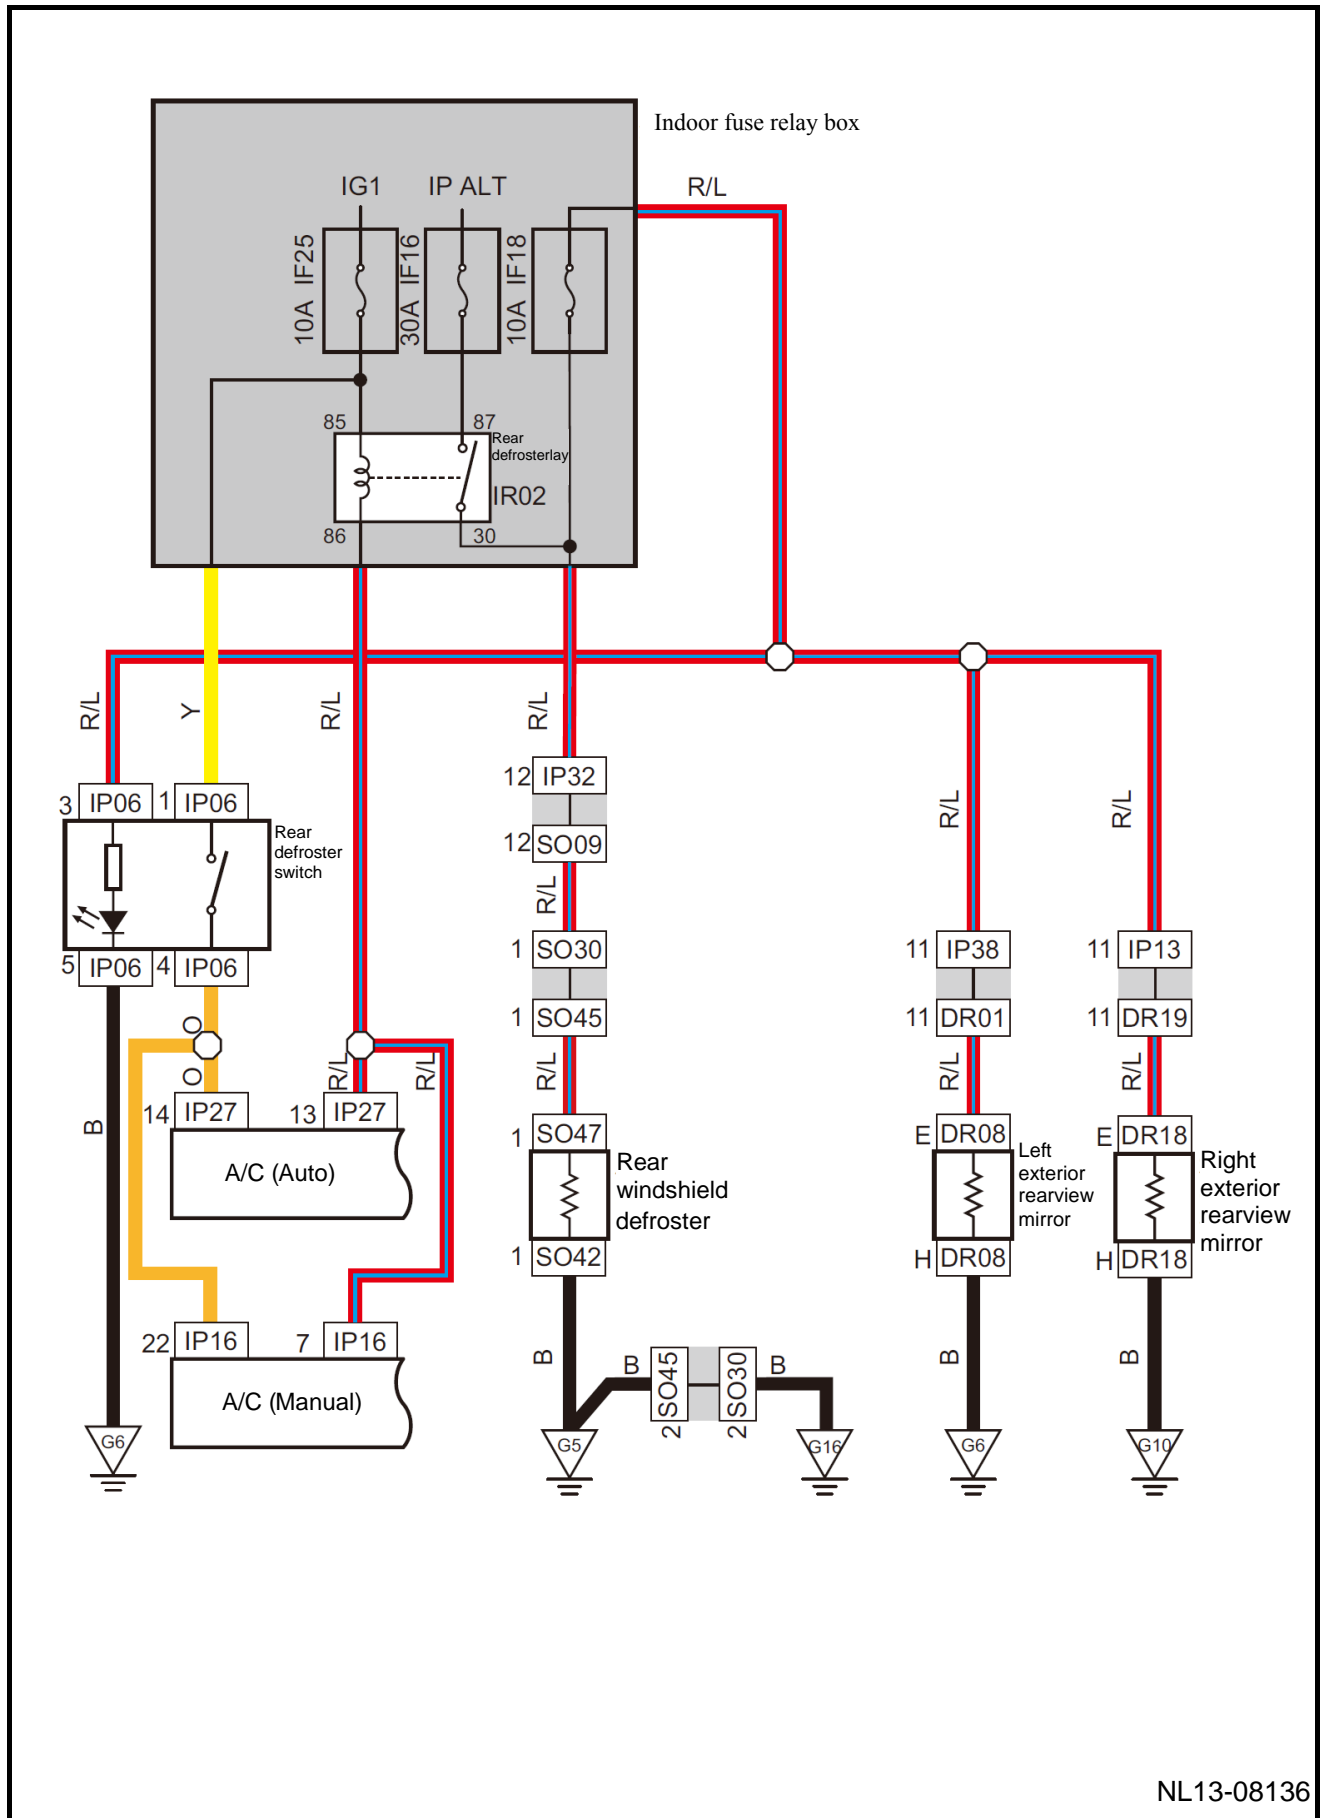 Indoor fuse relay box
R/L
IG1
IP ALT
10A IF25
30A IF16
10A IF18
85
87
Rear
defrosterlay
IR02
86
30
R/L
Y
R/L
R/L
12 IP32
3 IP06
1 IP06
R/L
R/L
Rear
defroster
switch
12 SO09
R/L
5 IP06
4 IP06
1 SO30
11 IP38
11 IP13
O
1 SO45
11 DR01
11 DR19
O
R/L
R/L
R/L
R/L
R/L
14 IP27
13 IP27
B
1 SO47
E DR08
E DR18
A/C (Auto)
Rear
windshield
defroster
Left
exterior
rearview
mirror
Right
exterior
rearview
mirror
1 SO42
H DR08
H DR18
22 IP16
7 IP16
B
B
2 SO45
2 SO30
B
B
B
A/C (Manual)
G6
G5
G16
G6
G10
NL13-08136